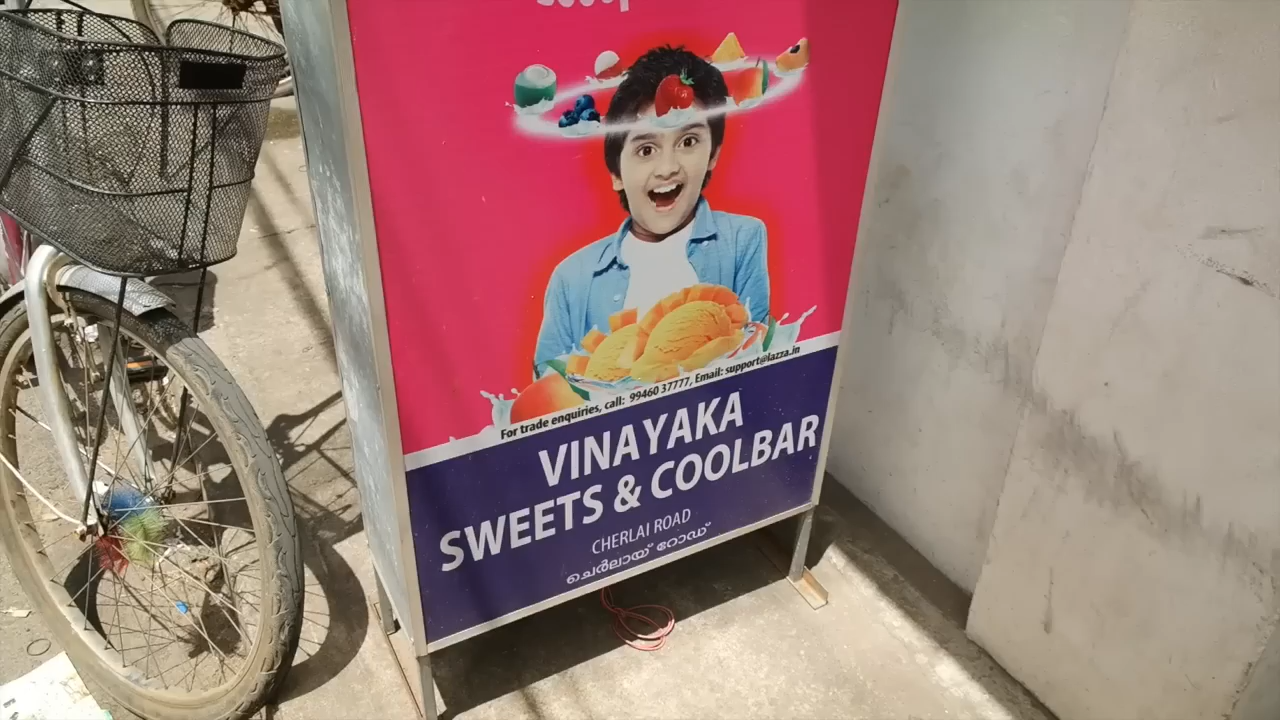 For trade enquiries, call: 99460 37777, Email: support@lazza.in
VINAYAKA
SWEETS & COOLBAR
CHERLAI ROAD
ചെർലായ് റോഡ്